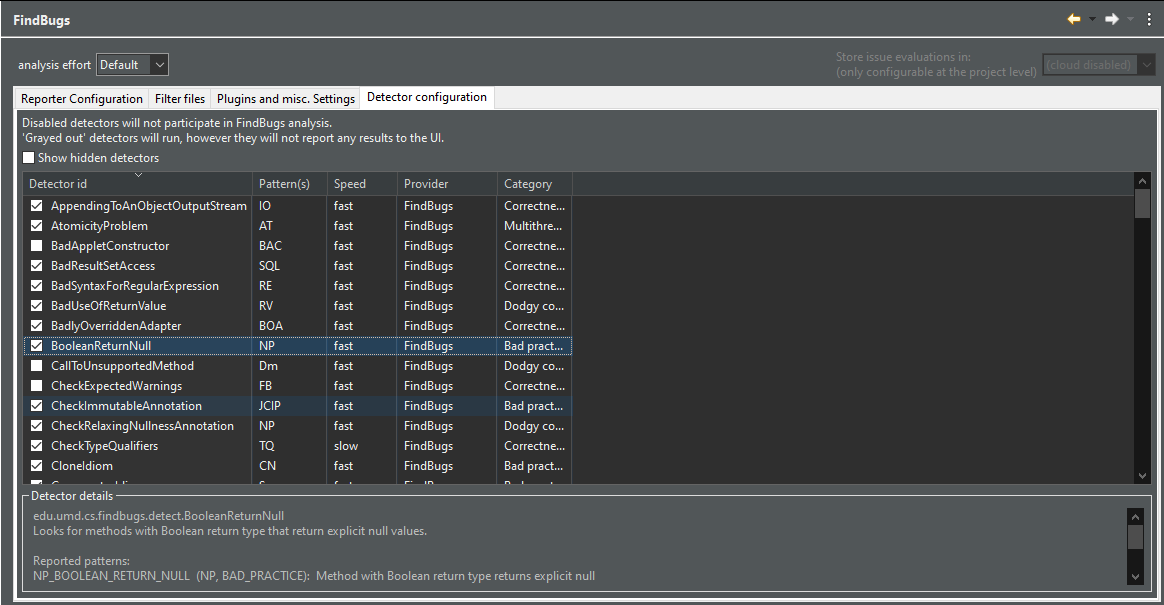 FindBugs
analysis effort Default
Store issue evaluations in:
(only configurable at the project level) (cloud disabled)
Reporter Configuration Filter files Plugins and misc. Settings Detector configuration
Disabled detectors will not participate in FindBugs analysis.
'Grayed out' detectors will run, however they will not report any results to the UI.
Show hidden detectors
Detector id Pattern(s) Speed Provider Category
AppendingToAnObjectOutputStream IO fast FindBugs Correctne...
AtomicityProblem AT fast FindBugs Multithre...
BadAppletConstructor BAC fast FindBugs Correctne...
BadResultSetAccess SQL fast FindBugs Correctne...
BadSyntaxForRegularExpression RE fast FindBugs Correctne...
BadUseOfReturnValue RV fast FindBugs Dodgy co...
BadlyOverriddenAdapter BOA fast FindBugs Correctne...
BooleanReturnNull NP fast FindBugs Bad pract...
CallToUnsupportedMethod Dm fast FindBugs Dodgy co...
CheckExpectedWarnings FB fast FindBugs Correctne...
CheckImmutableAnnotation JCIP fast FindBugs Bad pract...
CheckRelaxingNullnessAnnotation NP fast FindBugs Dodgy co...
CheckTypeQualifiers TQ slow FindBugs Correctne...
CloneIdiom CN fast FindBugs Bad pract...
Detector details
edu.umd.cs.findbugs.detect.BooleanReturnNull
Looks for methods with Boolean return type that return explicit null values.
Reported patterns:
NP_BOOLEAN_RETURN_NULL (NP, BAD_PRACTICE): Method with Boolean return type returns explicit null